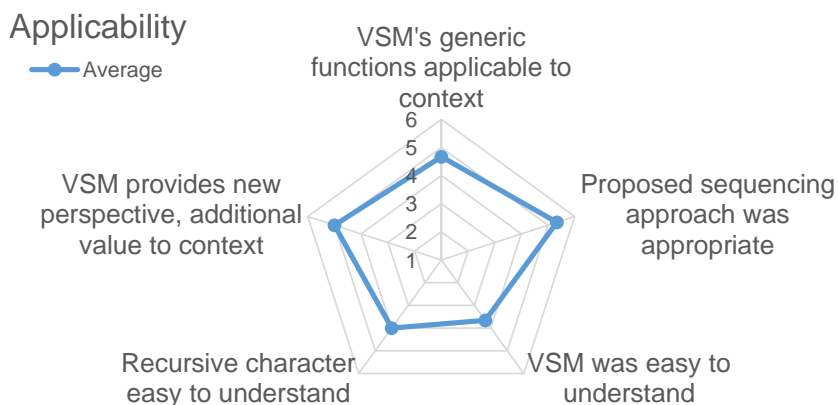 Applicability
Average
VSM's generic
functions applicable to
context
6
5
4
3
2
1
Proposed sequencing
approach was
appropriate
VSM was easy to
understand
Recursive character
easy to understand
VSM provides new
perspective, additional
value to context